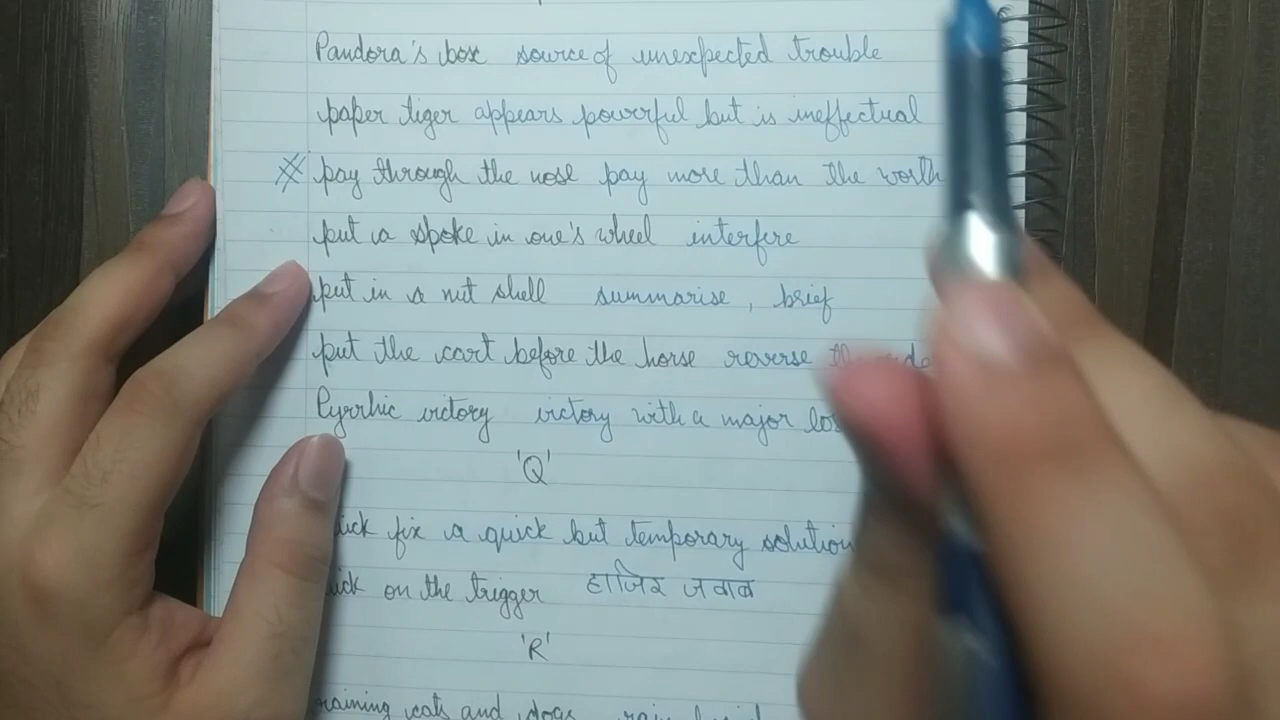 Pandora's box source of unexpected trouble
paper tiger appears powerful but is ineffectual
pay through the nose pay more than the worth
put a spoke in one's wheel interfere
put in a nut shell summarise, brief
put the cart before the horse reverse
Pyrrhic victory victory with a major
'Q'
fix a quick but temporary solution
on the trigger हाजिर जवाब
'R'
raining cats and dogs